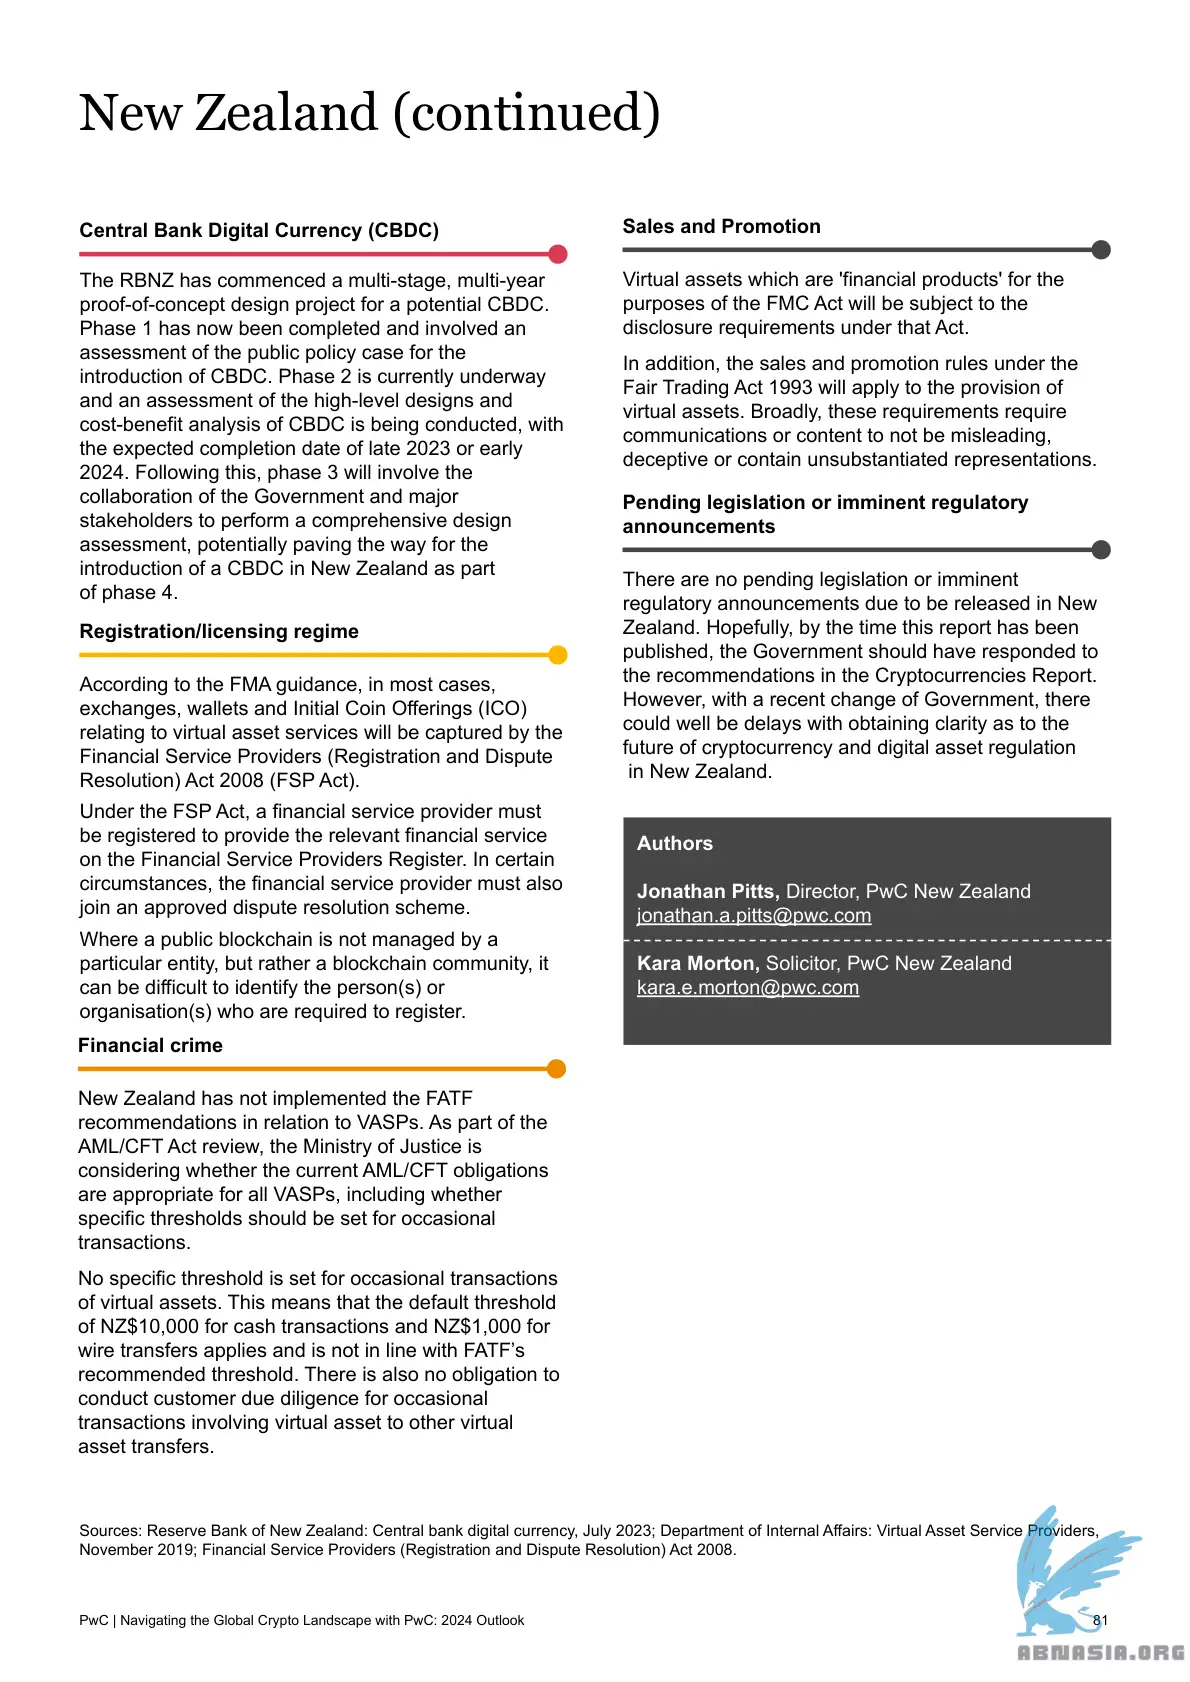 New Zealand (continued)
Central Bank Digital Currency (CBDC)
The RBNZ has commenced a multi-stage, multi-year
proof-of-concept design project for a potential CBDC.
Phase 1 has now been completed and involved an
assessment of the public policy case for the
introduction of CBDC. Phase 2 is currently underway
and an assessment of the high-level designs and
cost-benefit analysis of CBDC is being conducted, with
the expected completion date of late 2023 or early
2024. Following this, phase 3 will involve the
collaboration of the Government and major
stakeholders to perform a comprehensive design
assessment, potentially paving the way for the
introduction of a CBDC in New Zealand as part
of phase 4.
Registration/licensing regime
According to the FMA guidance, in most cases,
exchanges, wallets and Initial Coin Offerings (ICO)
relating to virtual asset services will be captured by the
Financial Service Providers (Registration and Dispute
Resolution) Act 2008 (FSP Act).
Under the FSP Act, a financial service provider must
be registered to provide the relevant financial service
on the Financial Service Providers Register. In certain
circumstances, the financial service provider must also
join an approved dispute resolution scheme.
Where a public blockchain is not managed by a
particular entity, but rather a blockchain community, it
can be difficult to identify the person(s) or
organisation(s) who are required to register.
Financial crime
New Zealand has not implemented the FATF
recommendations in relation to VASPs. As part of the
AML/CFT Act review, the Ministry of Justice is
considering whether the current AML/CFT obligations
are appropriate for all VASPs, including whether
specific thresholds should be set for occasional
transactions.
No specific threshold is set for occasional transactions
of virtual assets. This means that the default threshold
of NZ$10,000 for cash transactions and NZ$1,000 for
wire transfers applies and is not in line with FATF's
recommended threshold. There is also no obligation to
conduct customer due diligence for occasional
transactions involving virtual asset to other virtual
asset transfers.
Sales and Promotion
Virtual assets which are 'financial products' for the
purposes of the FMC Act will be subject to the
disclosure requirements under that Act.
In addition, the sales and promotion rules under the
Fair Trading Act 1993 will apply to the provision of
virtual assets. Broadly, these requirements require
communications or content to not be misleading,
deceptive or contain unsubstantiated representations.
Pending legislation or imminent regulatory
announcements
There are no pending legislation or imminent
regulatory announcements due to be released in New
Zealand. Hopefully, by the time this report has been
published, the Government should have responded to
the recommendations in the Cryptocurrencies Report.
However, with a recent change of Government, there
could well be delays with obtaining clarity as to the
future of cryptocurrency and digital asset regulation
in New Zealand.
Authors
Jonathan Pitts, Director, PwC New Zealand
jonathan.a.pitts@pwc.com
Kara Morton, Solicitor, PwC New Zealand
kara.e.morton@pwc.com
Sources: Reserve Bank of New Zealand: Central bank digital currency, July 2023; Department of Internal Affairs: Virtual Asset Service Providers,
November 2019; Financial Service Providers (Registration and Dispute Resolution) Act 2008.
PwC | Navigating the Global Crypto Landscape with PwC: 2024 Outlook
81
ABNASIA.ORG